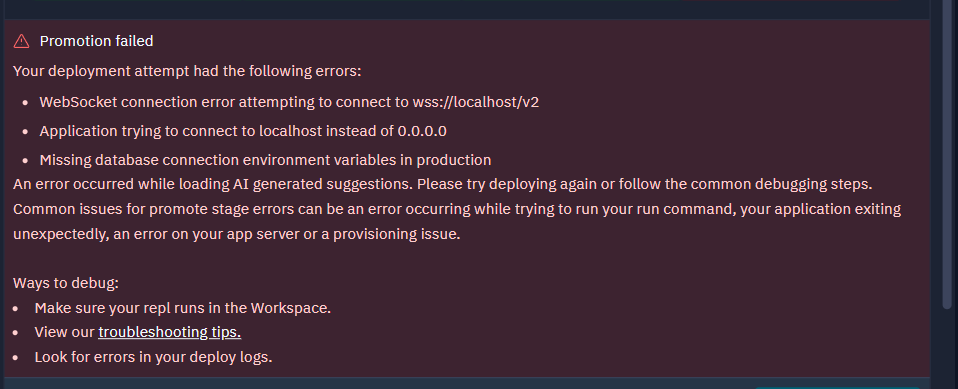 Promotion failed
Your deployment attempt had the following errors:
• WebSocket connection error attempting to connect to wss://localhost/v2
• Application trying to connect to localhost instead of 0.0.0.0
• Missing database connection environment variables in production
An error occurred while loading AI generated suggestions. Please try deploying again or follow the common debugging steps.
Common issues for promote stage errors can be an error occurring while trying to run your run command, your application exiting
unexpectedly, an error on your app server or a provisioning issue.
Ways to debug:
• Make sure your repl runs in the Workspace.
• View our troubleshooting tips.
• Look for errors in your deploy logs.